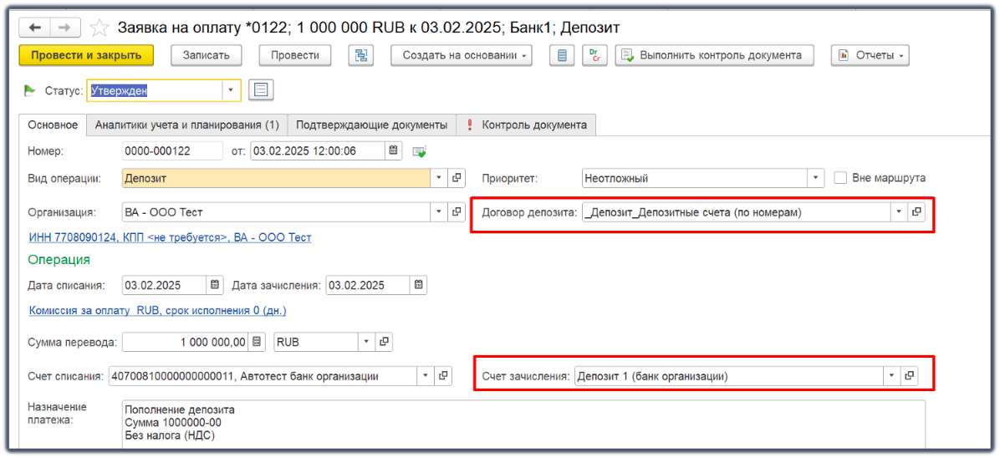 Заявка на оплату *0122; 1 000 000 RUB к 03.02.2025; Банк1; Депозит
Провести и закрыть Записать Провести Создать на основании Dr Cr Выполнить контроль документа Отчеты
Статус: Утвержден
Основное Аналитики учета и планирования (1) Подтверждающие документы ! Контроль документа
Номер: 0000-000122 от: 03.02.2025 12:00:06
Вид операции: Депозит Приоритет: Неотложный Вне маршрута
Организация: ВА - ООО Тест Договор депозита: _Депозит_Депозитные счета (по номерам)
ИНН 7708090124, КПП <не требуется>, ВА - ООО Тест
Операция
Дата списания: 03.02.2025 Дата зачисления: 03.02.2025
Комиссия за оплату RUB, срок исполнения 0 (дн.)
Сумма перевода: 1 000 000,00 RUB
Счет списания: 40700810000000000011, Автотест банк организации Счет зачисления: Депозит 1 (банк организации)
Назначение
платежа:
Пополнение депозита
Сумма 1000000-00
Без налога (НДС)